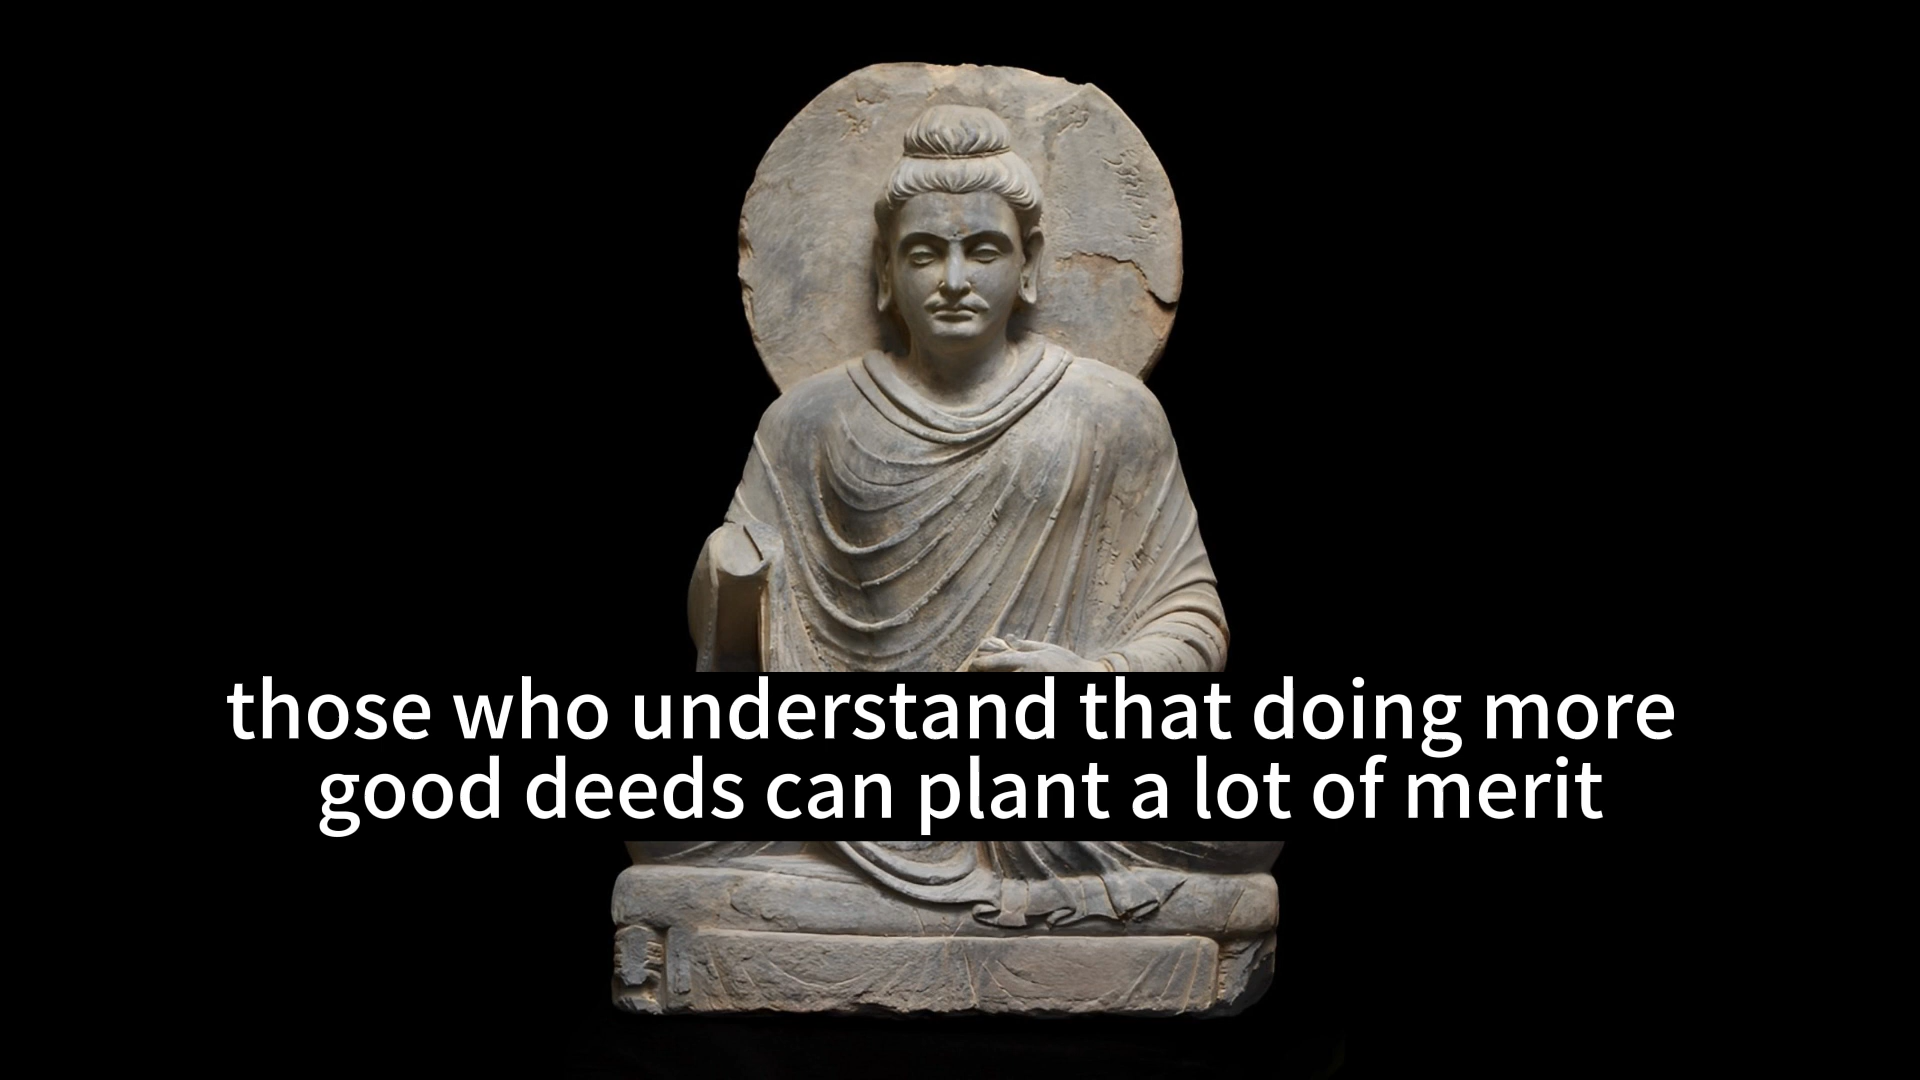 those who understand that doing more
good deeds can plant a lot of merit